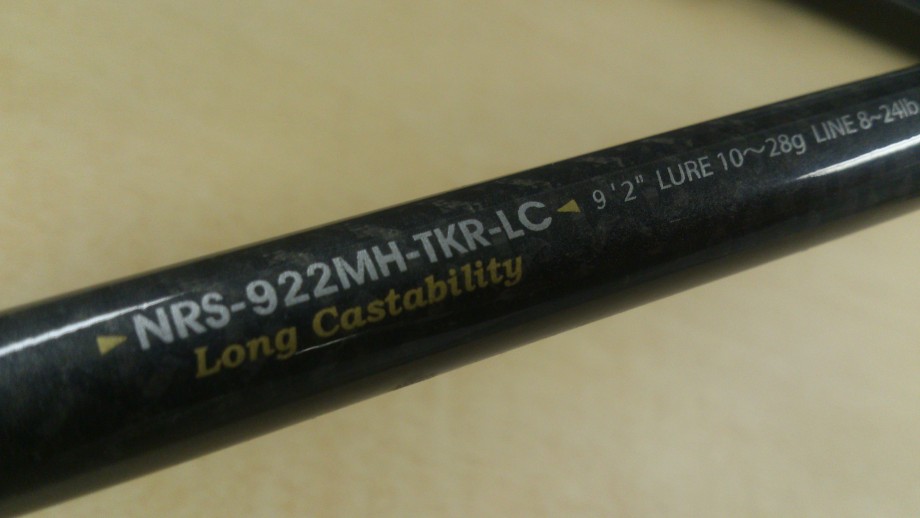 NRS-922MH-TKR-LC 9'2" LURE 10～28g LINE 8~24lb
Long Castability